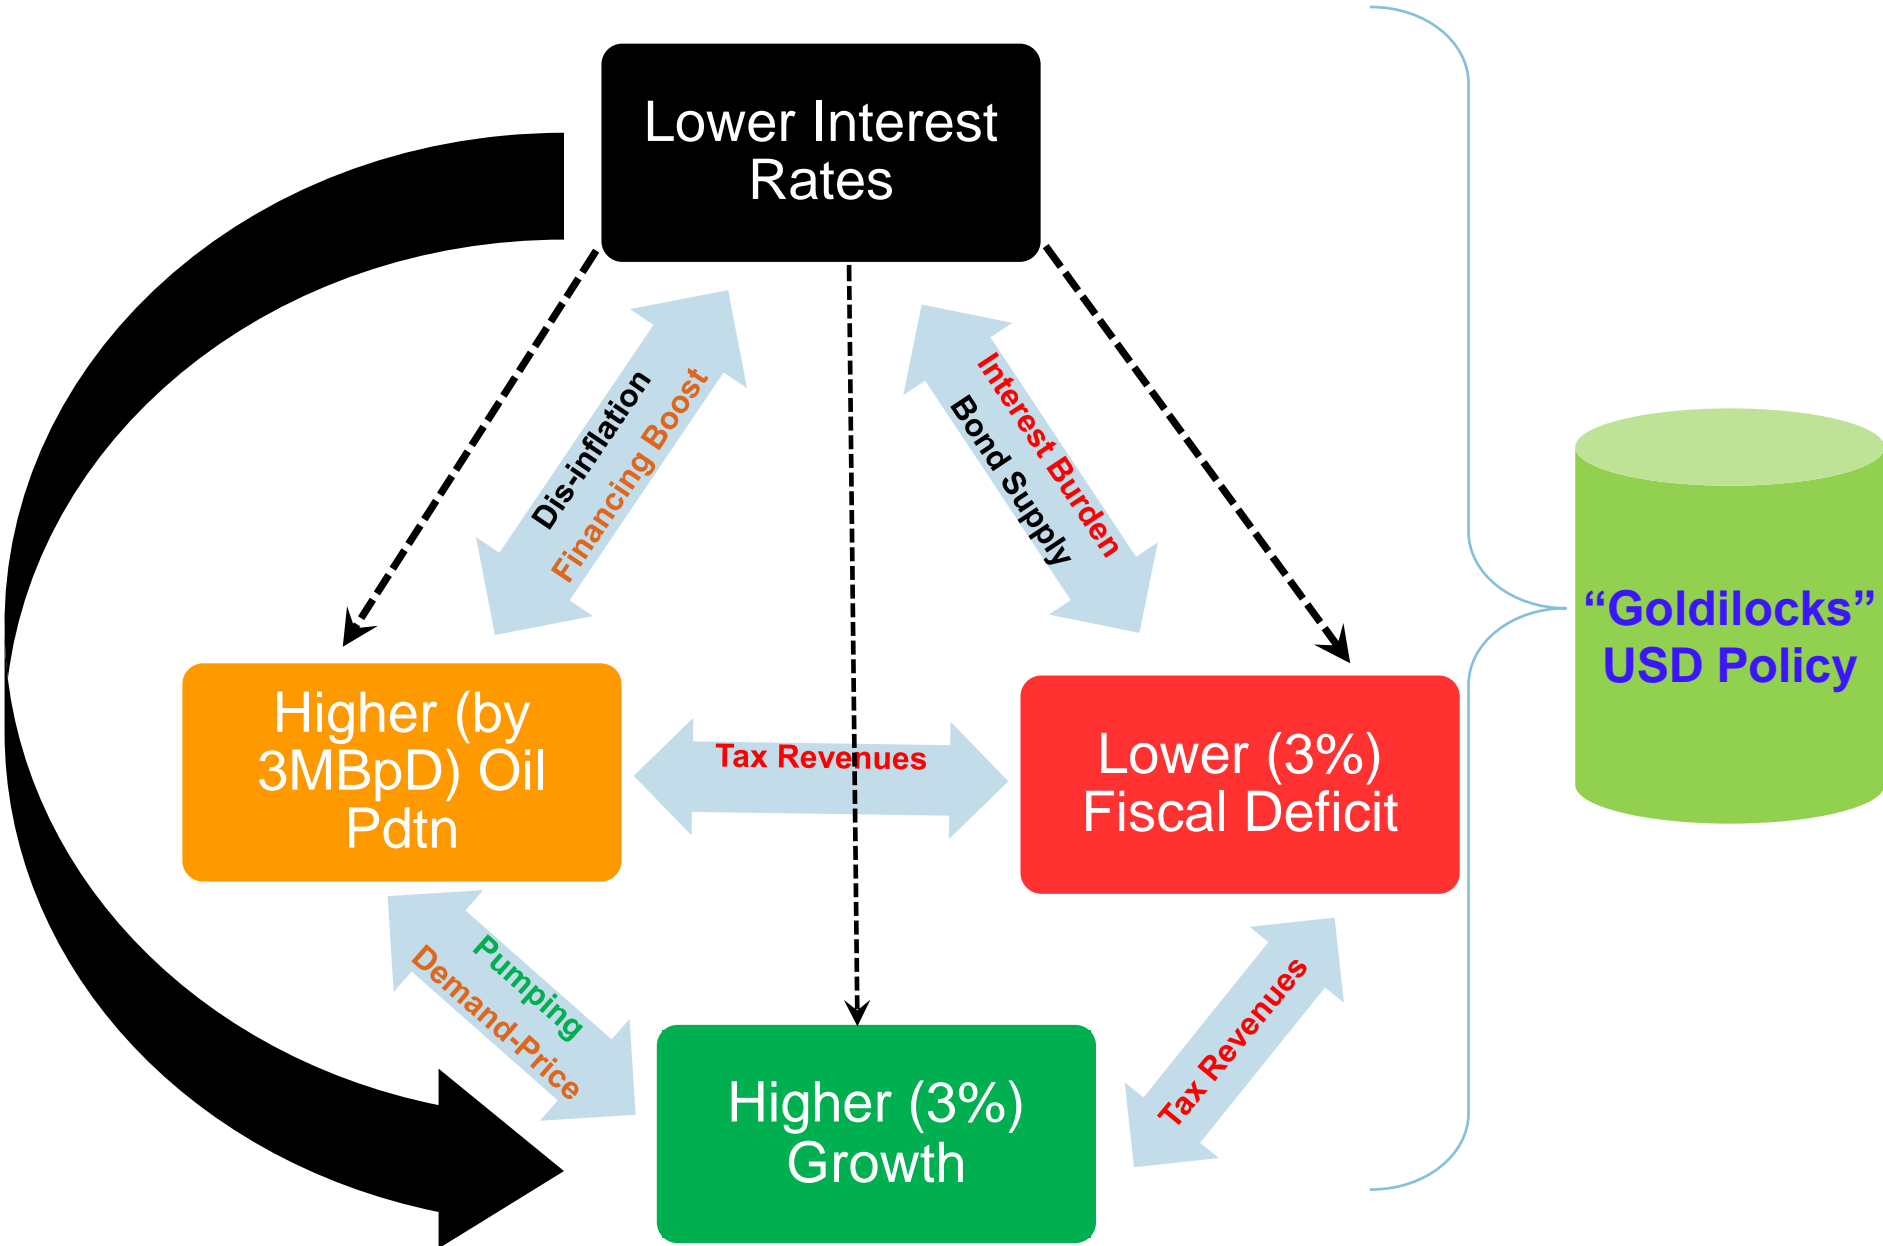 Lower Interest
Rates
Dis-inflation
Financing Boost
Interest Burden
Bond Supply
“Goldilocks”
USD Policy
Higher (by
3MBpD) Oil
Pdtn
Tax Revenues
Lower (3%)
Fiscal Deficit
Pumping
Demand-Price
Tax Revenues
Higher (3%)
Growth